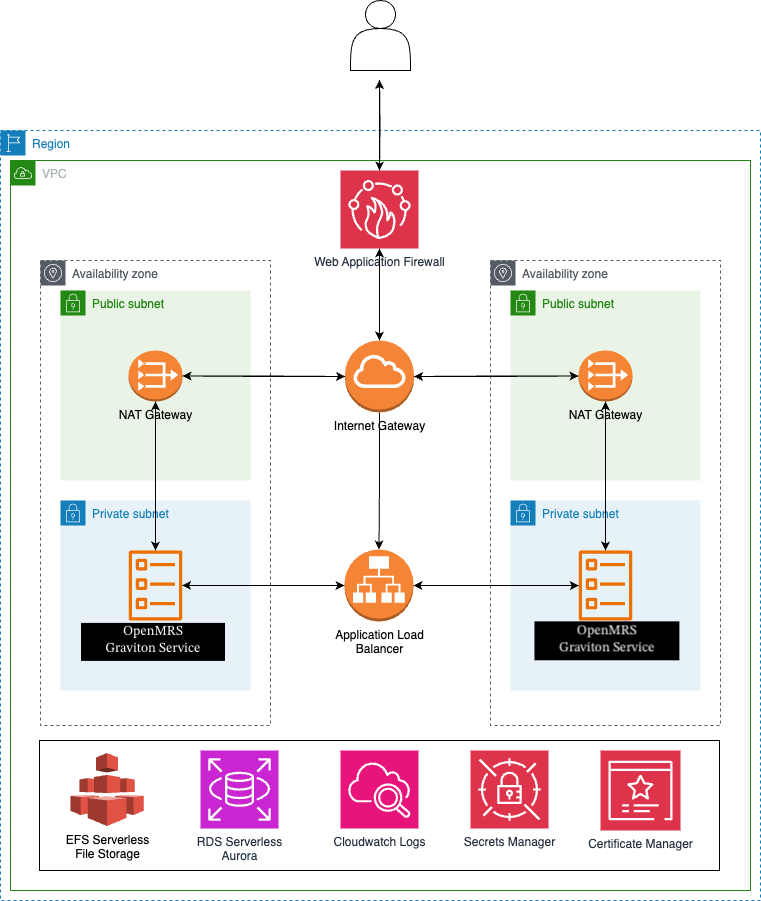 Region
VPC
Web Application Firewall
Availability zone
Availability zone
Public subnet
Public subnet
NAT Gateway
Internet Gateway
NAT Gateway
Private subnet
Private subnet
OpenMRS
Graviton Service
Application Load
Balancer
OpenMRS
Graviton Service
EFS Serverless
File Storage
RDS Serverless
Aurora
Cloudwatch Logs
Secrets Manager
Certificate Manager